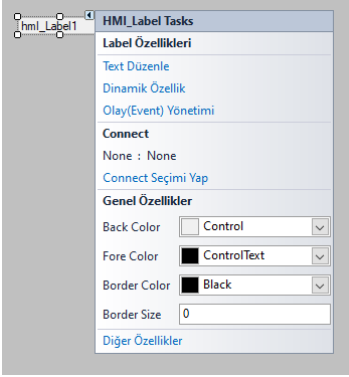 hml_Label1
HMI_Label Tasks
Label Özellikleri
Text Düzenle
Dinamik Özellik
Olay(Event) Yönetimi
Connect
None : None
Connect Seçimi Yap
Genel Özellikler
Back Color Control
Fore Color ControlText
Border Color Black
Border Size 0
Diğer Özellikler